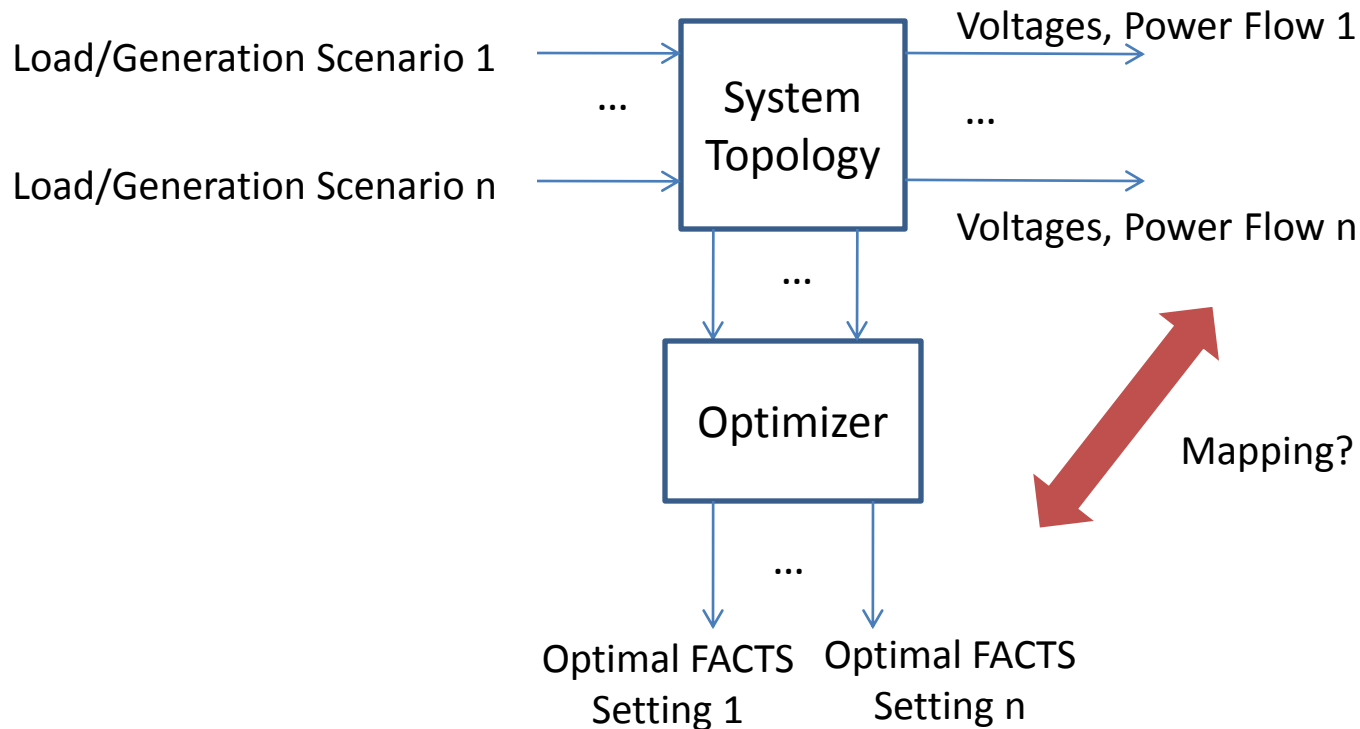 Voltages, Power Flow 1
Load/Generation Scenario 1
...
System
Topology
...
Load/Generation Scenario n
Voltages, Power Flow n
...
Optimizer
Mapping?
...
Optimal FACTS
Setting 1
Optimal FACTS
Setting n